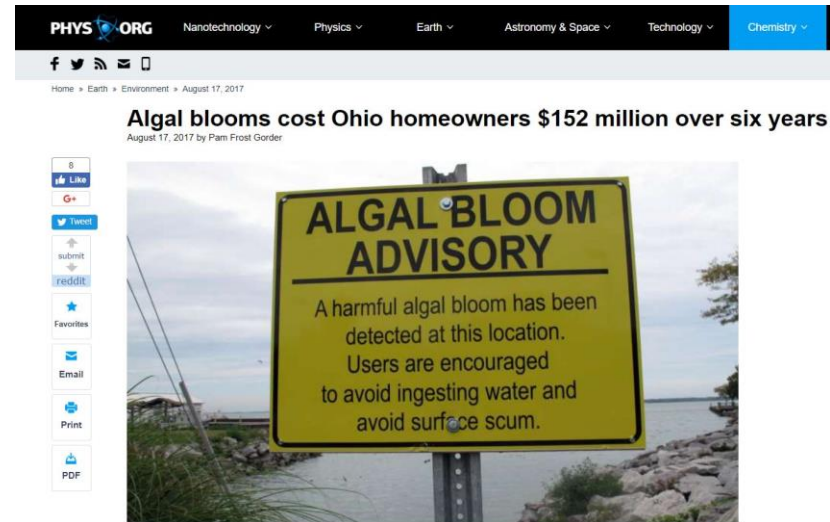 PHYS ORG Nanotechnology Physics Earth Astronomy & Space Technology Chemistry
Home » Earth » Environment » August 17, 2017
Algal blooms cost Ohio homeowners $152 million over six years
August 17, 2017 by Pam Frost Gorder
8
Like
G+
Tweet
submit
reddit
Favorites
Email
Print
PDF
ALGAL BLOOM
ADVISORY
A harmful algal bloom has been
detected at this location.
Users are encouraged
to avoid ingesting water and
avoid surface scum.